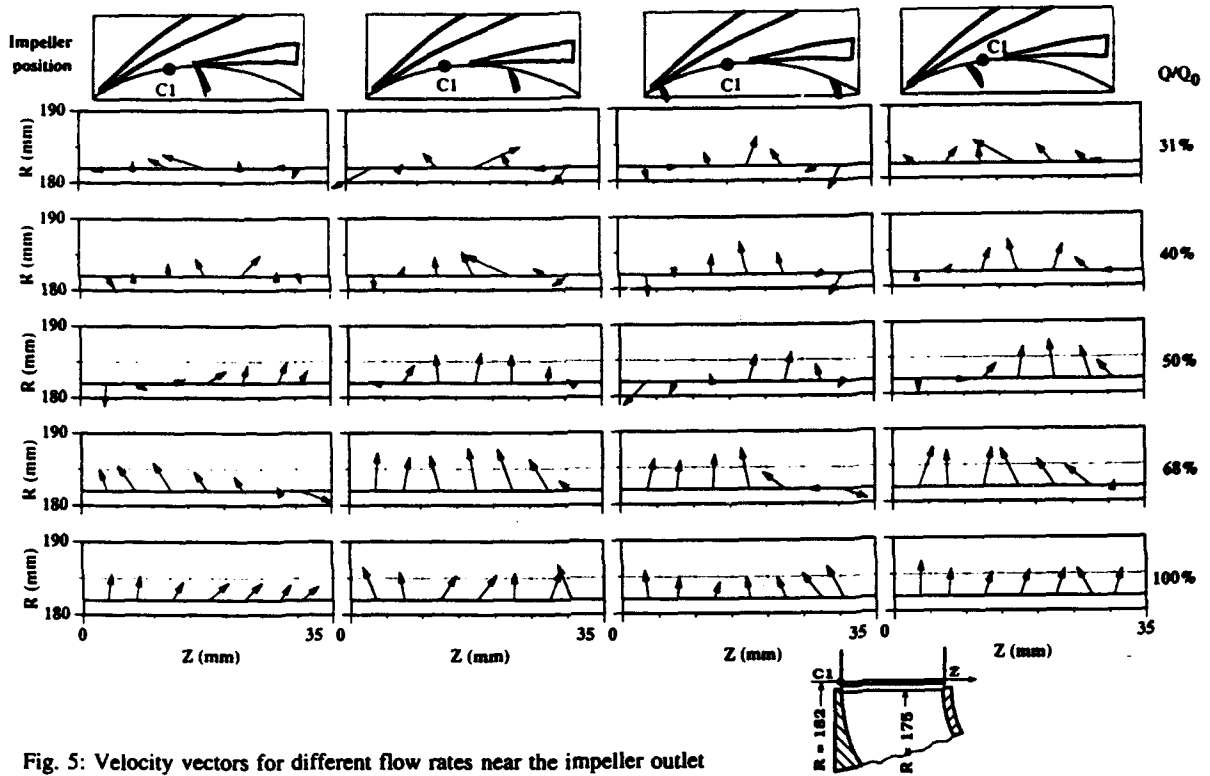 Impeller
position
C1
C1
C1
C1
Q/Q0
190
R (mm)
180
31%
190
R (mm)
180
40%
190
R (mm)
180
50%
190
R (mm)
180
68%
190
R (mm)
180
100%
0 35 0 35 0 35 0 35
Z (mm) Z (mm) Z (mm) Z (mm)
C1 Z
R = 182
R = 175
Fig. 5: Velocity vectors for different flow rates near the impeller outlet